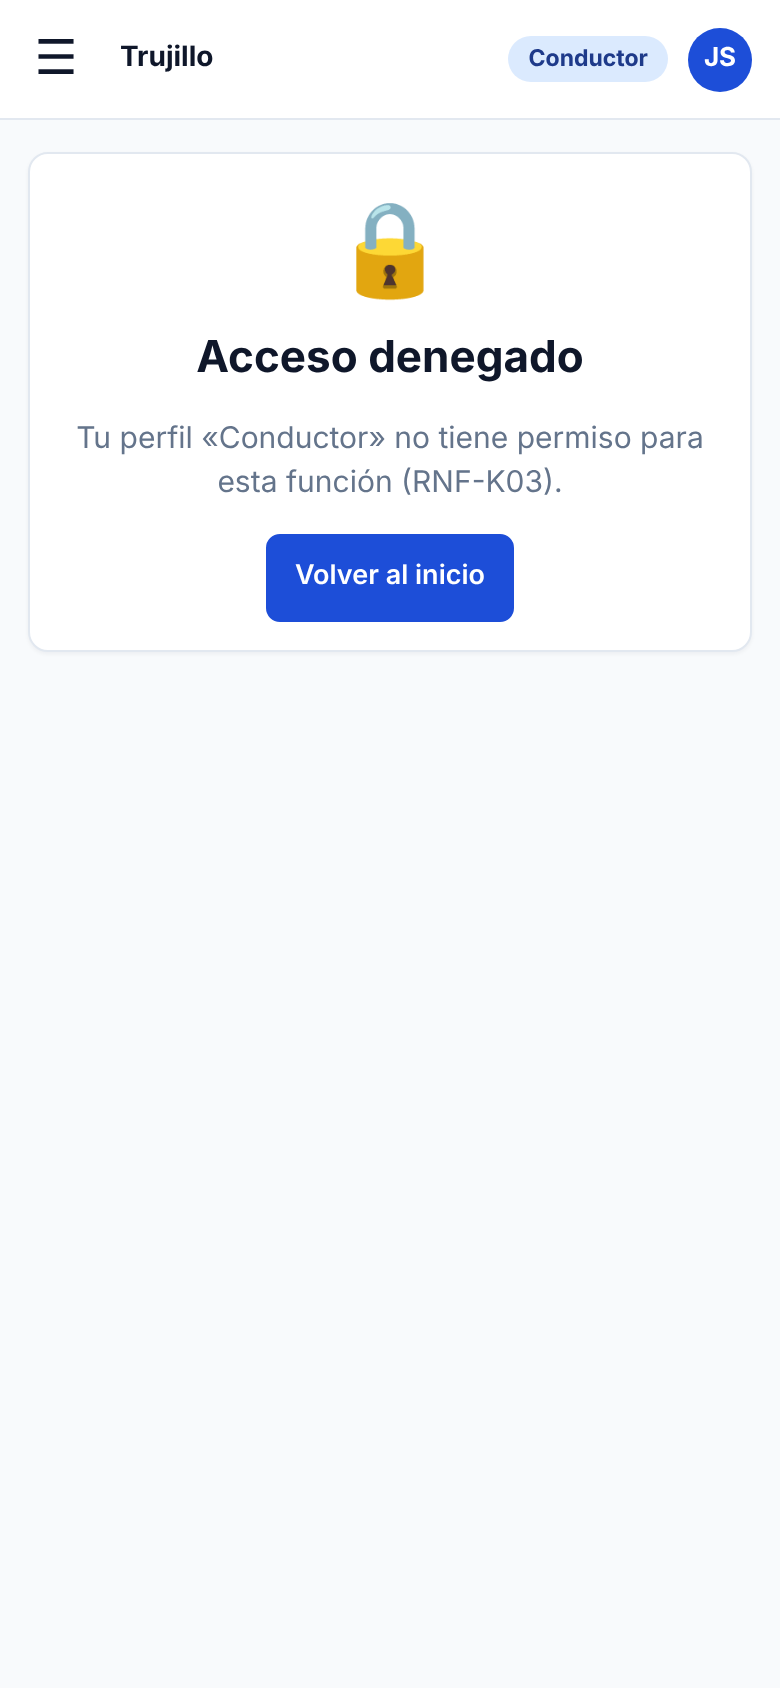 Trujillo
Conductor
JS
Acceso denegado
Tu perfil «Conductor» no tiene permiso para
esta función (RNF-K03).
Volver al inicio